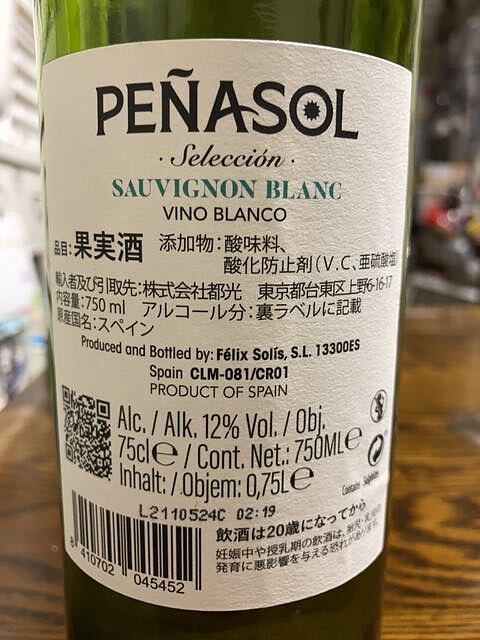 PEÑASOL
· Selección ·
SAUVIGNON BLANC
VINO BLANCO
品目:果実酒 添加物:酸味料、
酸化防止剤(V.C、亜硫酸塩)
輸入者及び引取先:株式会社都光 東京都台東区上野6-16-17
内容量:750ml アルコール分:裏ラベルに記載
原産国名:スペイン
Produced and Bottled by: Félix Solís, S.L. 13300ES
Spain CLM-081/CR01
PRODUCT OF SPAIN
Alc. / Alk. 12% Vol. / Obj.
75cl℮ / Cont. Net.: 750ML℮
Inhalt: / Objem: 0,75L℮
Contains
L2110524C 02:19
飲酒は20歳になってから
妊娠中や授乳期の飲酒は、胎児・乳児の
発育に悪影響を与える恐れがあります。
8 410702 045452